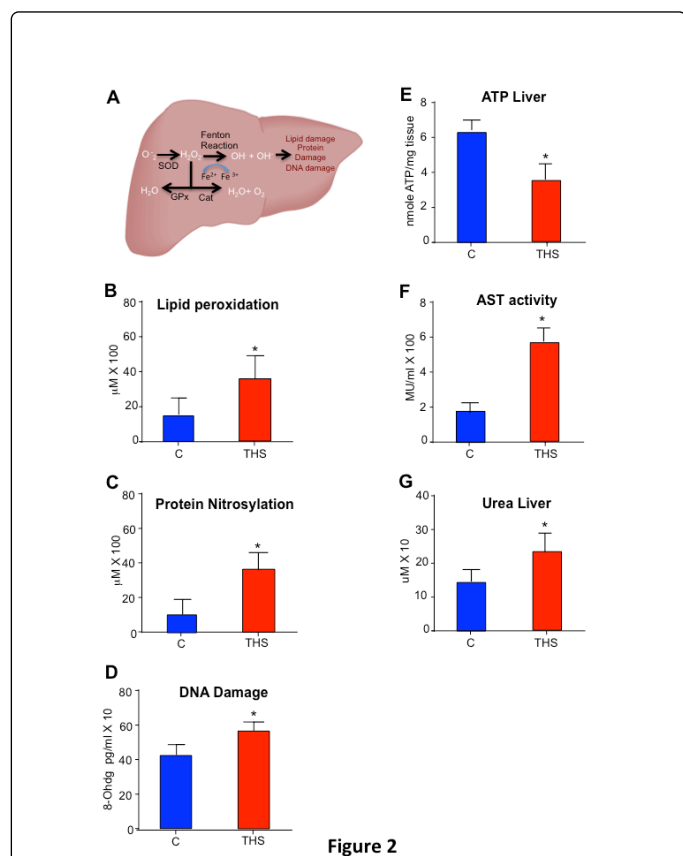 A
Fenton
Reaction
O⁻₂ H₂O₂ OH + OH⁻
SOD
Lipid damage
Protein
Damage
DNA damage
Fe²⁺ Fe ³⁺
H₂O H₂O+ O₂
GPx Cat
B
Lipid peroxidation
µM X 100
80
60
40
20
0
*
C THS
C
Protein Nitrosylation
µM X 100
80
60
40
20
0
*
C THS
D
DNA Damage
8-Ohdg pg/ml X 10
80
60
40
20
0
*
C THS
E
ATP Liver
nmole ATP/mg tissue
8
6
4
2
0
*
C THS
F
AST activity
MU/ml X 100
8
6
4
2
0
*
C THS
G
Urea Liver
uM X 10
40
30
20
10
0
*
C THS
Figure 2